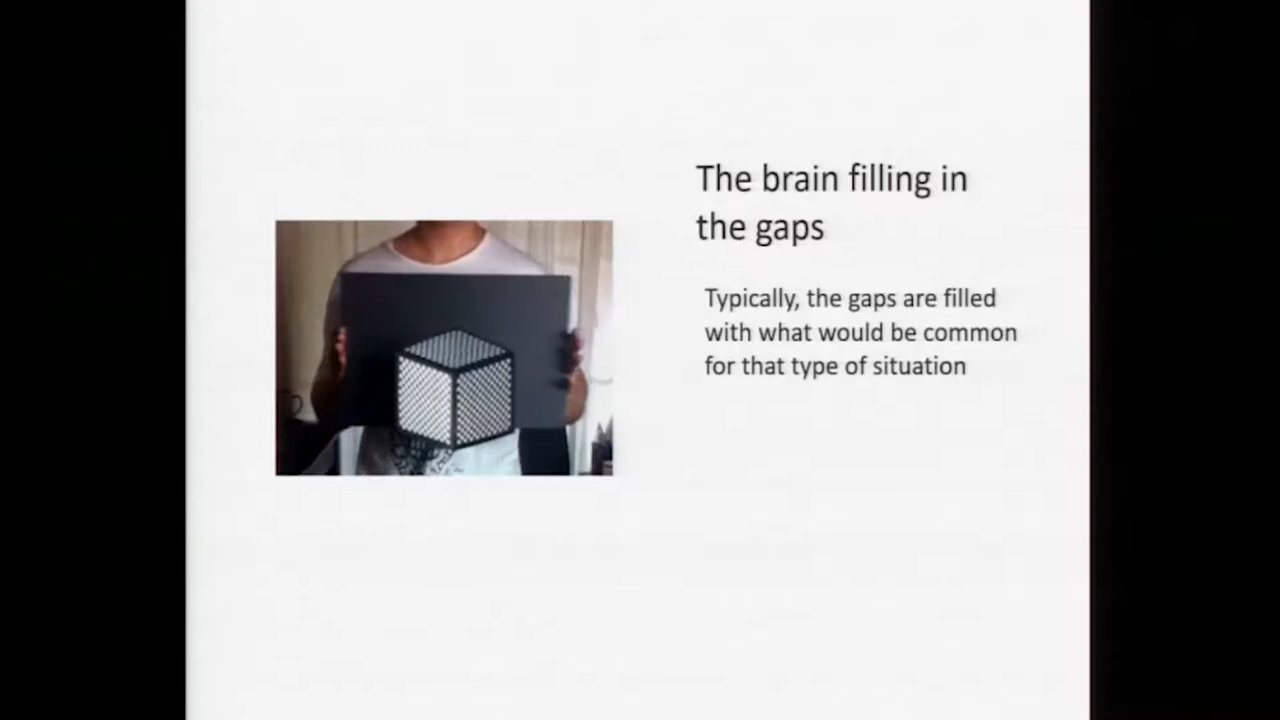 The brain filling in
the gaps
Typically, the gaps are filled
with what would be common
for that type of situation